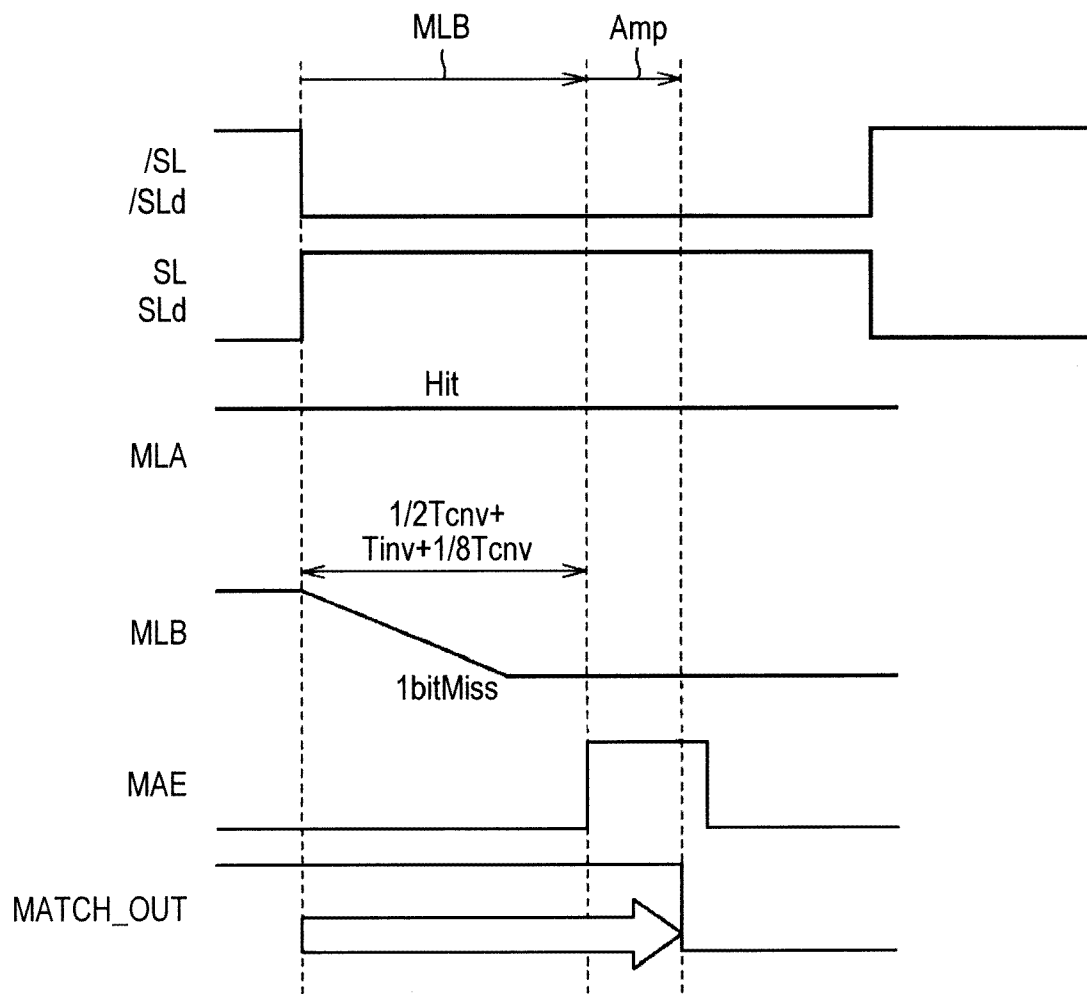 MLB
Amp
/SL
/SLd
SL
SLd
Hit
MLA
1/2Tcnv+
Tinv+1/8Tcnv
MLB
1bitMiss
MAE
MATCH_OUT